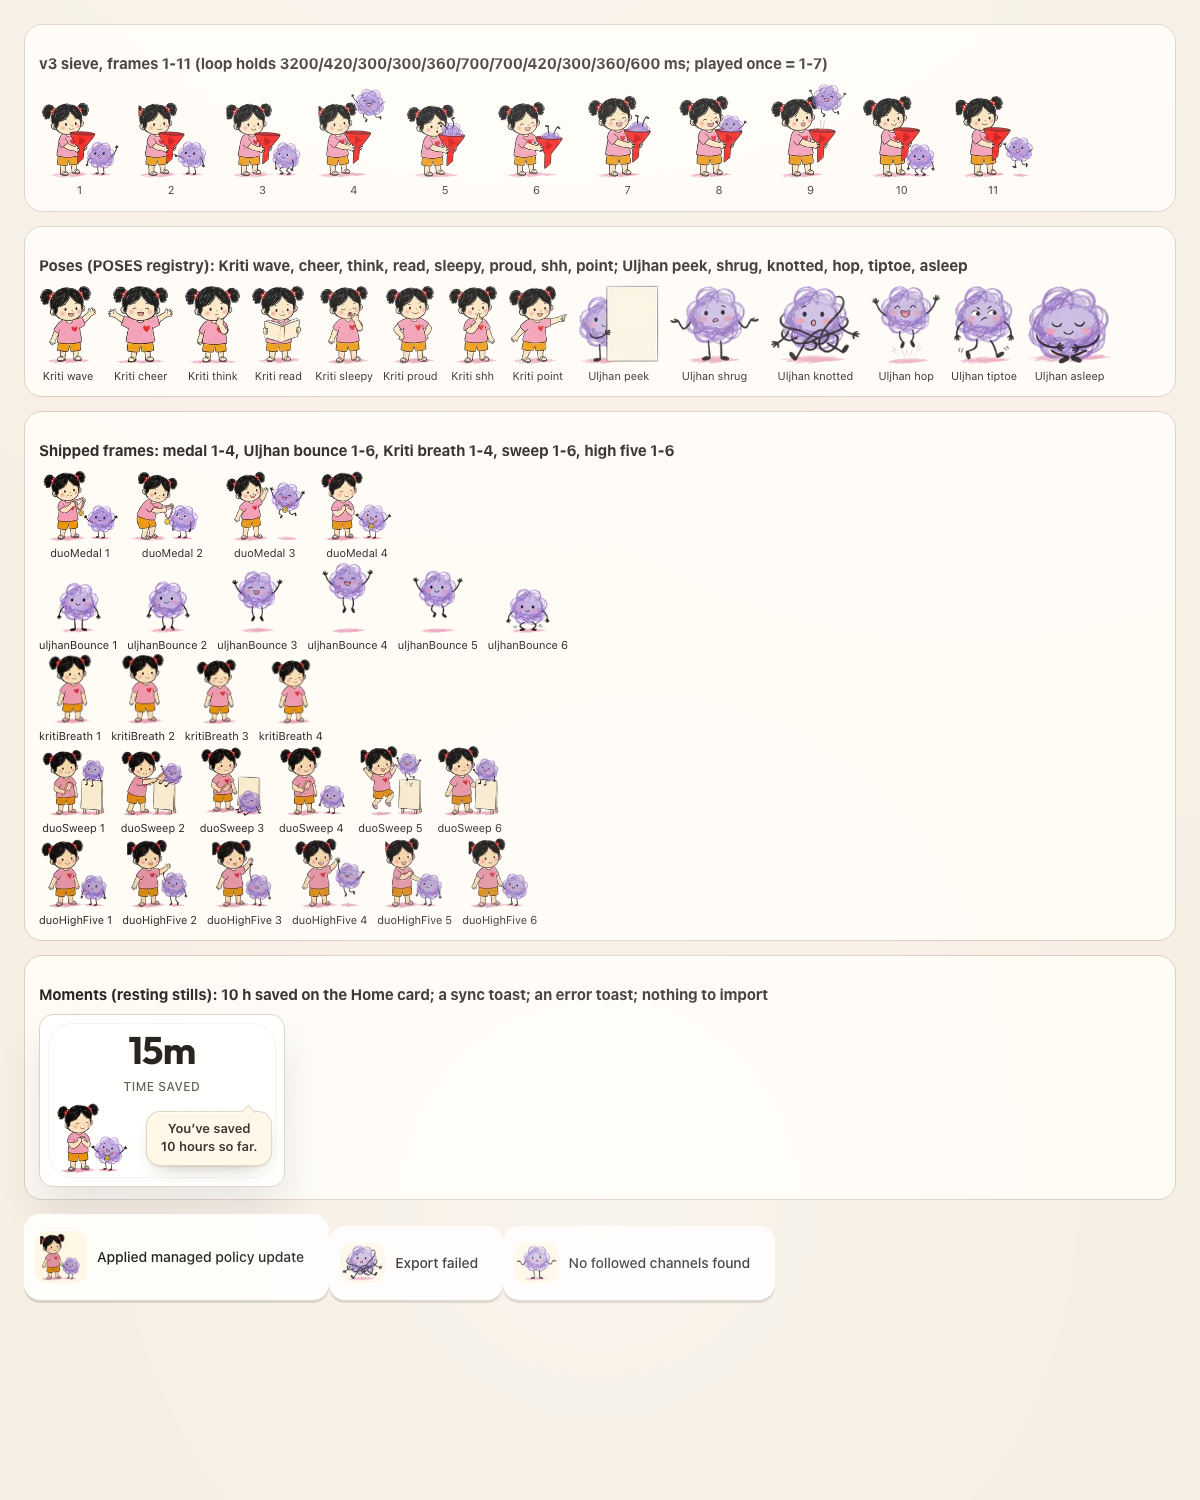 v3 sieve, frames 1-11 (loop holds 3200/420/300/300/360/700/700/420/300/360/600 ms; played once = 1-7)
1 2 3 4 5 6 7 8 9 10 11
Poses (POSES registry): Kriti wave, cheer, think, read, sleepy, proud, shh, point; Uljhan peek, shrug, knotted, hop, tiptoe, asleep
Kriti wave Kriti cheer Kriti think Kriti read Kriti sleepy Kriti proud Kriti shh Kriti point Uljhan peek Uljhan shrug Uljhan knotted Uljhan hop Uljhan tiptoe Uljhan asleep
Shipped frames: medal 1-4, Uljhan bounce 1-6, Kriti breath 1-4, sweep 1-6, high five 1-6
duoMedal 1 duoMedal 2 duoMedal 3 duoMedal 4
uljhanBounce 1 uljhanBounce 2 uljhanBounce 3 uljhanBounce 4 uljhanBounce 5 uljhanBounce 6
kritiBreath 1 kritiBreath 2 kritiBreath 3 kritiBreath 4
duoSweep 1 duoSweep 2 duoSweep 3 duoSweep 4 duoSweep 5 duoSweep 6
duoHighFive 1 duoHighFive 2 duoHighFive 3 duoHighFive 4 duoHighFive 5 duoHighFive 6
Moments (resting stills): 10 h saved on the Home card; a sync toast; an error toast; nothing to import
15m
TIME SAVED
You’ve saved
10 hours so far.
Applied managed policy update
Export failed
No followed channels found